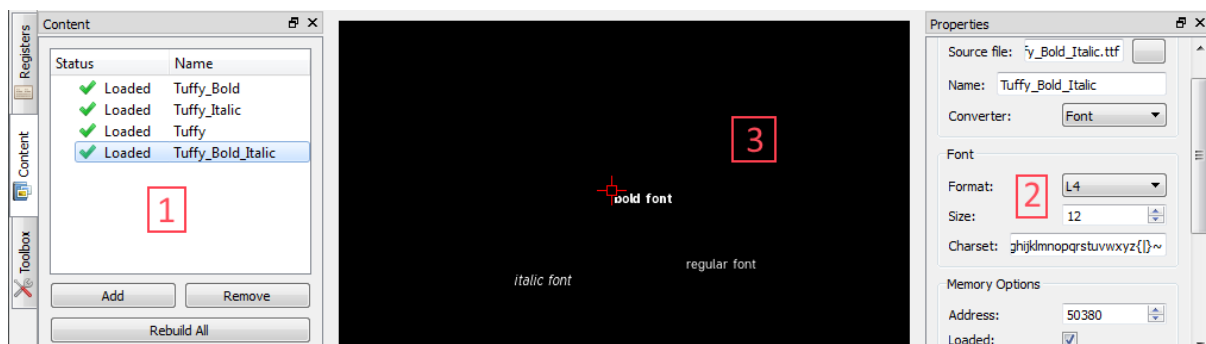 Registers
Content
Toolbox
Content
Status Name
Loaded Tuffy_Bold
Loaded Tuffy_Italic
Loaded Tuffy
Loaded Tuffy_Bold_Italic
1
Add Remove
Rebuild All
3
bold font
regular font
italic font
Properties
Source file: fy_Bold_Italic.ttf
Name: Tuffy_Bold_Italic
Converter: Font
Font
Format: L4
2
Size: 12
Charset: ghijklmnopqrstuvwxyz{|}~
Memory Options
Address: 50380
Loaded: